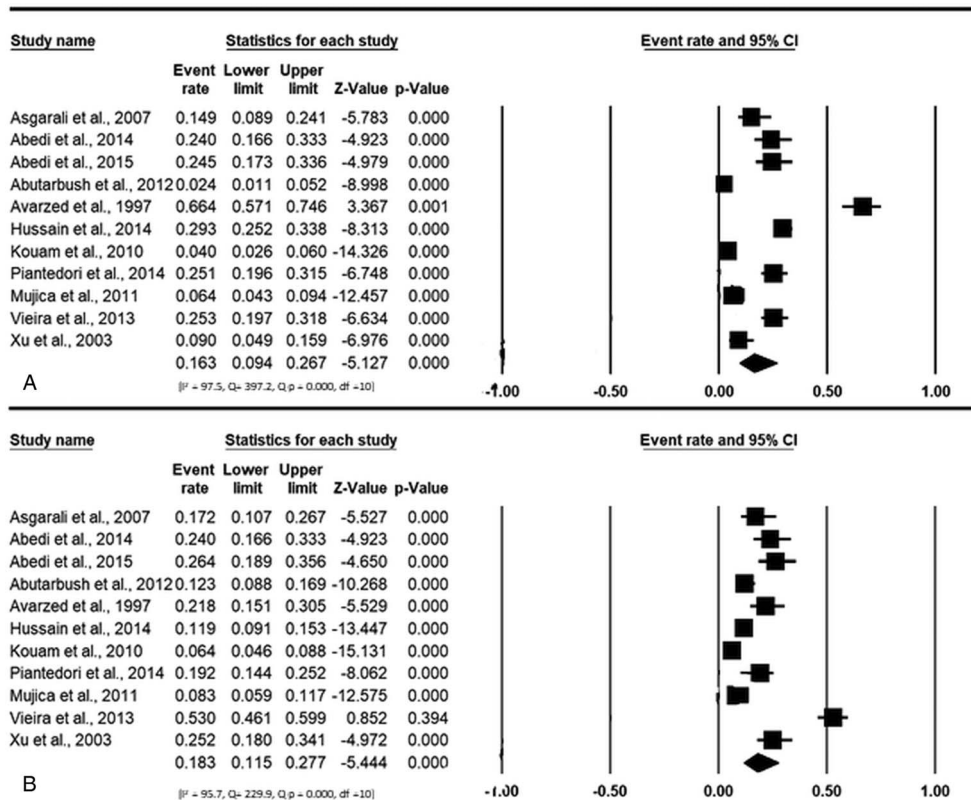 Study name Statistics for each study Event rate and 95% CI
Event Lower Upper
rate limit limit Z-Value p-Value
Asgarali et al., 2007 0.149 0.089 0.241 -5.783 0.000
Abedi et al., 2014 0.240 0.166 0.333 -4.923 0.000
Abedi et al., 2015 0.245 0.173 0.336 -4.979 0.000
Abutarbush et al., 2012 0.024 0.011 0.052 -8.998 0.000
Avarzed et al., 1997 0.664 0.571 0.746 3.367 0.001
Hussain et al., 2014 0.293 0.252 0.338 -8.313 0.000
Kouam et al., 2010 0.040 0.026 0.060 -14.326 0.000
Piantedori et al., 2014 0.251 0.196 0.315 -6.748 0.000
Mujica et al., 2011 0.064 0.043 0.094 -12.457 0.000
Vieira et al., 2013 0.253 0.197 0.318 -6.634 0.000
Xu et al., 2003 0.090 0.049 0.159 -6.976 0.000
0.163 0.094 0.267 -5.127 0.000
A [I² = 97.5, Q= 397.2, Q p = 0.000, df =10] -1.00 -0.50 0.00 0.50 1.00
Study name Statistics for each study Event rate and 95% CI
Event Lower Upper
rate limit limit Z-Value p-Value
Asgarali et al., 2007 0.172 0.107 0.267 -5.527 0.000
Abedi et al., 2014 0.240 0.166 0.333 -4.923 0.000
Abedi et al., 2015 0.264 0.189 0.356 -4.650 0.000
Abutarbush et al., 2012 0.123 0.088 0.169 -10.268 0.000
Avarzed et al., 1997 0.218 0.151 0.305 -5.529 0.000
Hussain et al., 2014 0.119 0.091 0.153 -13.447 0.000
Kouam et al., 2010 0.064 0.046 0.088 -15.131 0.000
Piantedori et al., 2014 0.192 0.144 0.252 -8.062 0.000
Mujica et al., 2011 0.083 0.059 0.117 -12.575 0.000
Vieira et al., 2013 0.530 0.461 0.599 0.852 0.394
Xu et al., 2003 0.252 0.180 0.341 -4.972 0.000
0.183 0.115 0.277 -5.444 0.000
B [I² = 95.7, Q= 229.9, Q p = 0.000, df =10] -1.00 -0.50 0.00 0.50 1.00